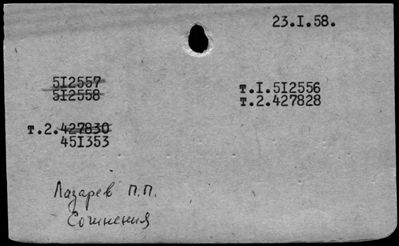 23.I.58.
5I2557
5I2558
т.I.5I2556
т.2.427828
т.2.427830
45I353
Лазарев П.П.
Сочинения